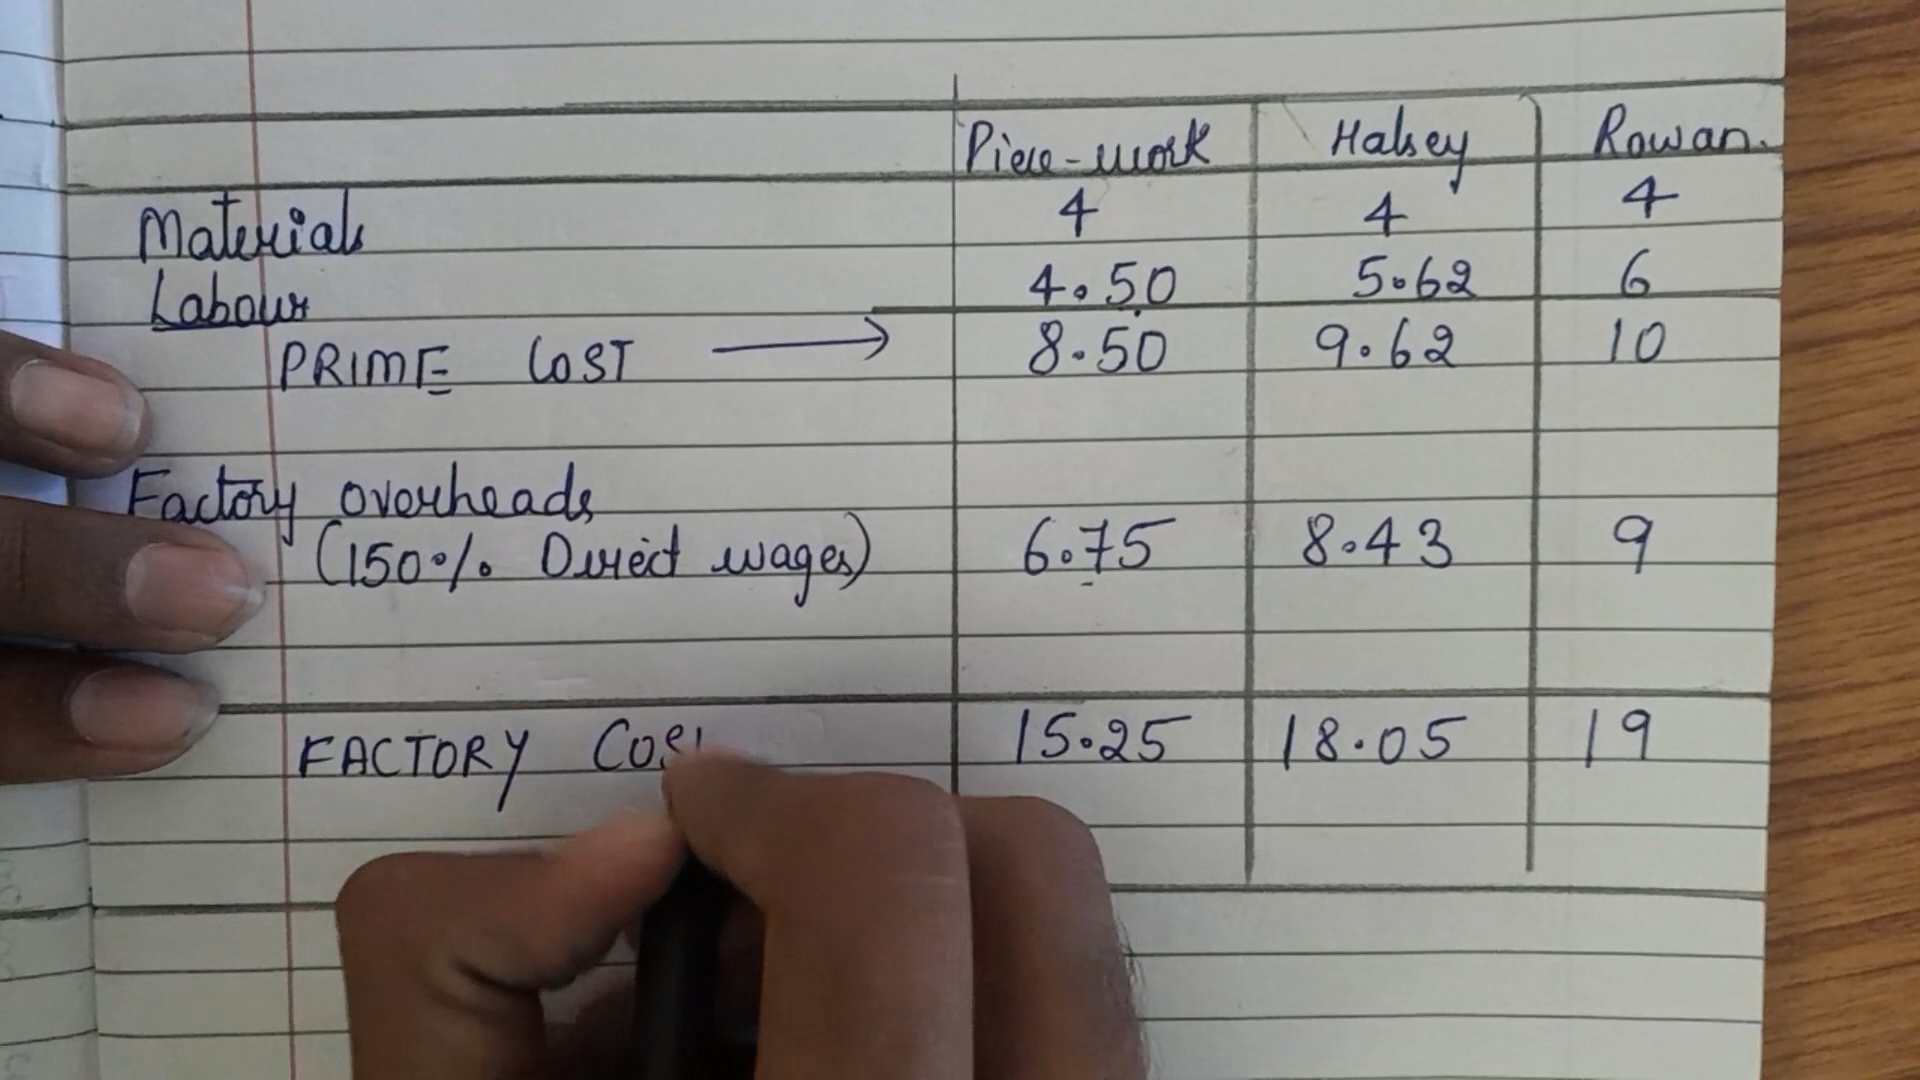 Piece-work Halsey Rowan.
Materials 4 4 4
Labour 4.50 5.62 6
PRIME COST → 8.50 9.62 10
Factory overheads
(150% Direct wages) 6.75 8.43 9
FACTORY COST 15.25 18.05 19